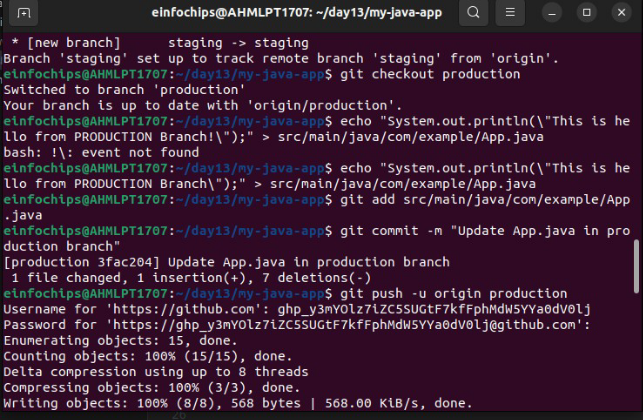 einfochips@AHMLPT1707: ~/day13/my-java-app
* [new branch] staging -> staging
Branch 'staging' set up to track remote branch 'staging' from 'origin'.
einfochips@AHMLPT1707:~/day13/my-java-app$ git checkout production
Switched to branch 'production'
Your branch is up to date with 'origin/production'.
einfochips@AHMLPT1707:~/day13/my-java-app$ echo "System.out.println(\"This is he
llo from PRODUCTION Branch!\");" > src/main/java/com/example/App.java
bash: !\: event not found
einfochips@AHMLPT1707:~/day13/my-java-app$ echo "System.out.println(\"This is he
llo from PRODUCTION Branch\");" > src/main/java/com/example/App.java
einfochips@AHMLPT1707:~/day13/my-java-app$ git add src/main/java/com/example/App
.java
einfochips@AHMLPT1707:~/day13/my-java-app$ git commit -m "Update App.java in pro
duction branch"
[production 3fac204] Update App.java in production branch
1 file changed, 1 insertion(+), 7 deletions(-)
einfochips@AHMLPT1707:~/day13/my-java-app$ git push -u origin production
Username for 'https://github.com': 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
Password for 'https://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@github.com':
Enumerating objects: 15, done.
Counting objects: 100% (15/15), done.
Delta compression using up to 8 threads
Compressing objects: 100% (3/3), done.
Writing objects: 100% (8/8), 568 bytes | 568.00 KiB/s, done.